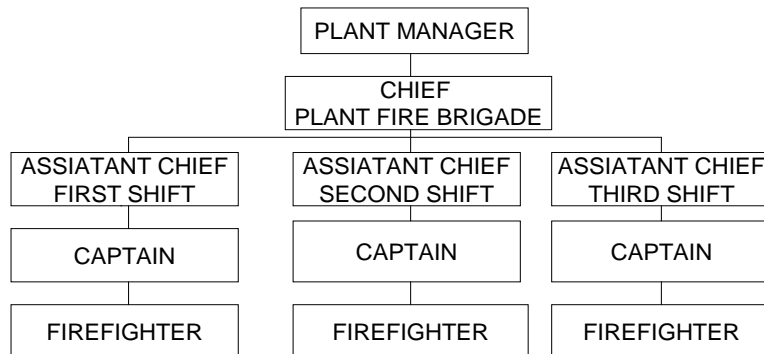 PLANT MANAGER
CHIEF
PLANT FIRE BRIGADE
ASSIATANT CHIEF
FIRST SHIFT
ASSIATANT CHIEF
SECOND SHIFT
ASSIATANT CHIEF
THIRD SHIFT
CAPTAIN
CAPTAIN
CAPTAIN
FIREFIGHTER
FIREFIGHTER
FIREFIGHTER